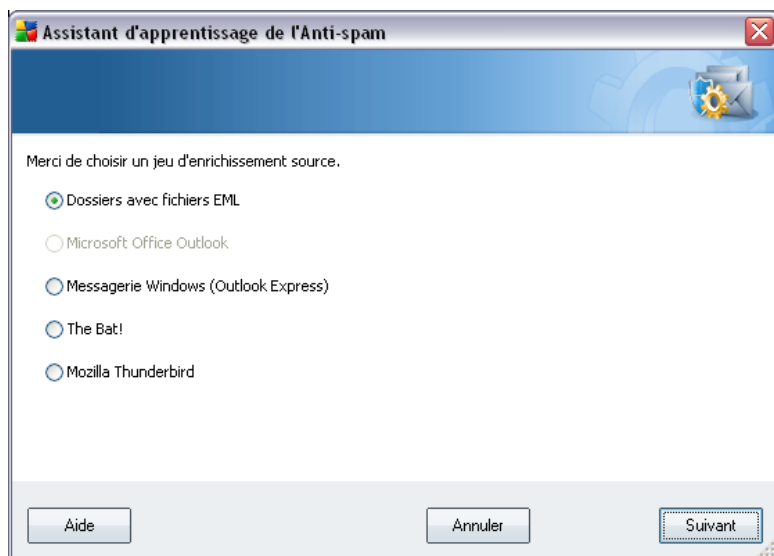 Assistant d'apprentissage de l'Anti-spam
Merci de choisir un jeu d'enrichissement source.
Dossiers avec fichiers EML
Microsoft Office Outlook
Messagerie Windows (Outlook Express)
The Bat!
Mozilla Thunderbird
Aide
Annuler
Suivant